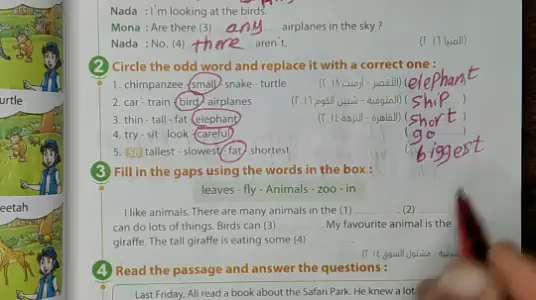 Nada : I'm looking at the birds.
Mona : Are there (3) any airplanes in the sky ?
Nada : No. (4) there aren't. (المنيا ٢٠١٦)
2 Circle the odd word and replace it with a correct one :
1. chimpanzee - small - snake - turtle (elephant)
2. car - train - bird - airplanes (ship)
3. thin - tall - fat - elephant (short)
4. try - sit - look - careful (go)
5. tallest - slowest - fat - shortest (biggest
3 Fill in the gaps using the words in the box :
leaves - fly - Animals - zoo - in
I like animals. There are many animals in the (1) . (2)
can do lots of things. Birds can (3) . My favourite animal is the
giraffe. The tall giraffe is eating some (4)
4 Read the passage and answer the questions :
Last Friday, Ali read a book about the Safari Park. He knew a lot
urtle
eetah